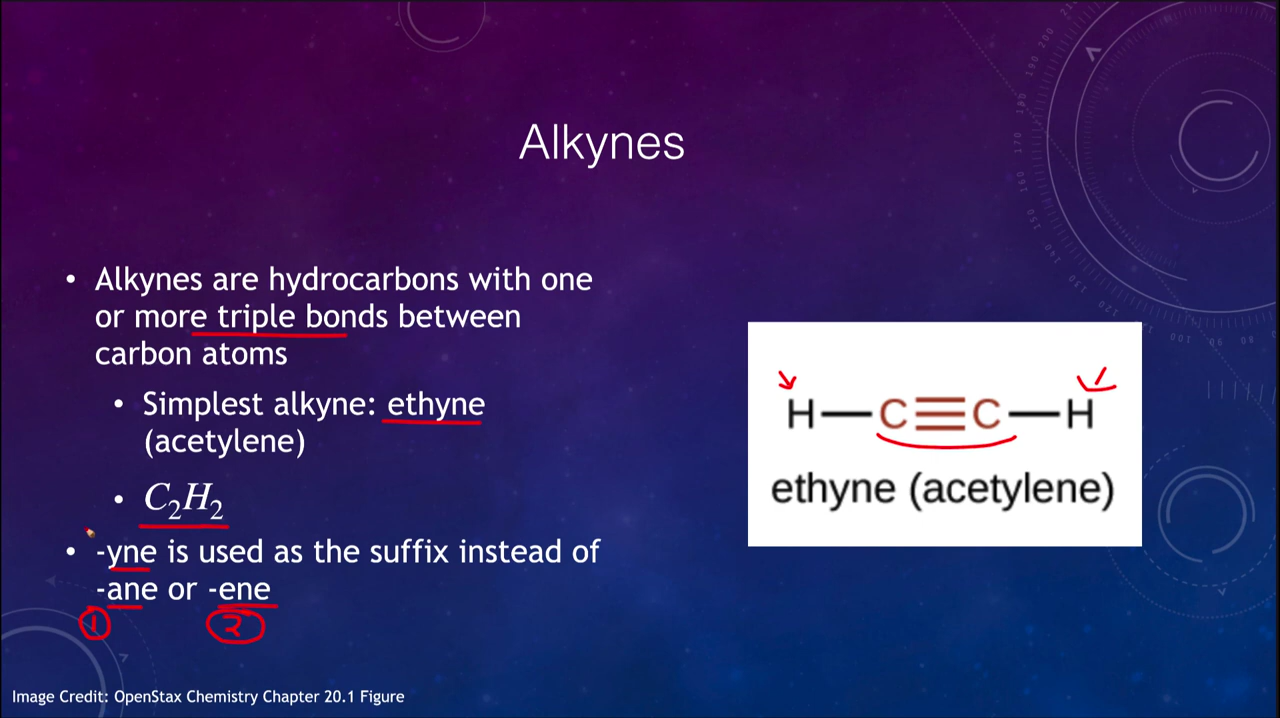 Alkynes
• Alkynes are hydrocarbons with one
or more triple bonds between
carbon atoms
• Simplest alkyne: ethyne
(acetylene)
• C₂H₂
• -yne is used as the suffix instead of
-ane or -ene
1 2
H—C≡C—H
ethyne (acetylene)
Image Credit: OpenStax Chemistry Chapter 20.1 Figure